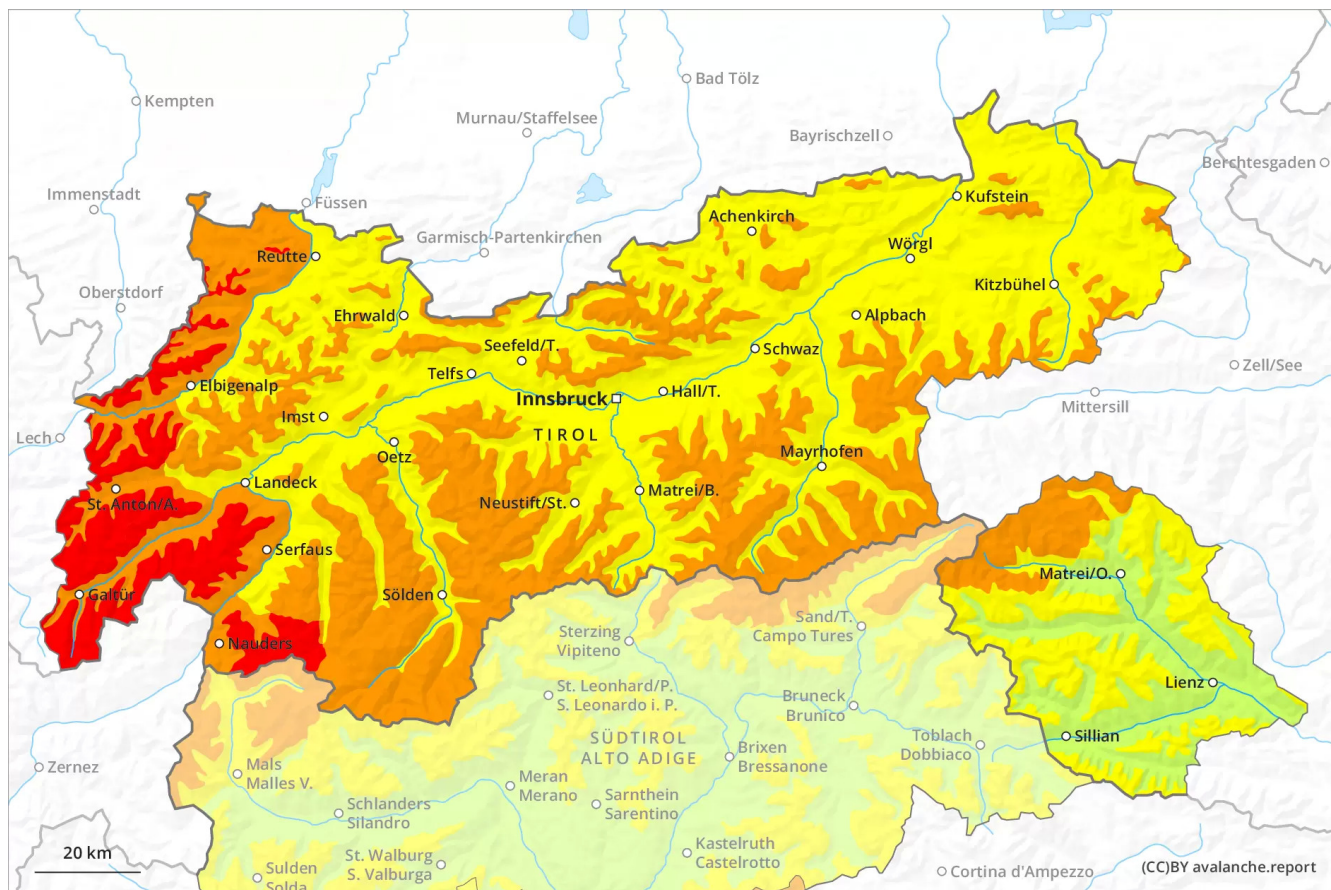 Bad Tölz
Kempten
Murnau/Staffelsee
Bayrischzell
Berchtesgaden
Immenstadt
Füssen
Kufstein
Achenkirch
Garmisch-Partenkirchen
Wörgl
Reutte
Oberstdorf
Kitzbühel
Ehrwald
Alpbach
Seefeld/T.
Schwaz
Zell/See
Telfs
Elbigenalp
Hall/T.
Innsbruck
Mittersill
Imst
Lech
TIROL
Oetz
Mayrhofen
Landeck
Matrei/B.
St. Anton/A.
Neustift/St.
Serfaus
Matrei/O.
Galtür
Sölden
Sand/T.
Campo Tures
Sterzing
Vipiteno
Nauders
Lienz
St. Leonhard/P.
S. Leonardo i. P.
Bruneck
Brunico
Sillian
Toblach
Dobbiaco
SÜDTIROL
ALTO ADIGE
Brixen
Bressanone
Zernez
Mals
Malles V.
Meran
Merano
Sarnthein
Sarentino
Schlanders
Silandro
Kastelruth
Castelrotto
20 km
St. Walburg
S. Valburga
Sulden
Solda
Cortina d'Ampezzo
(CC)BY avalanche.report